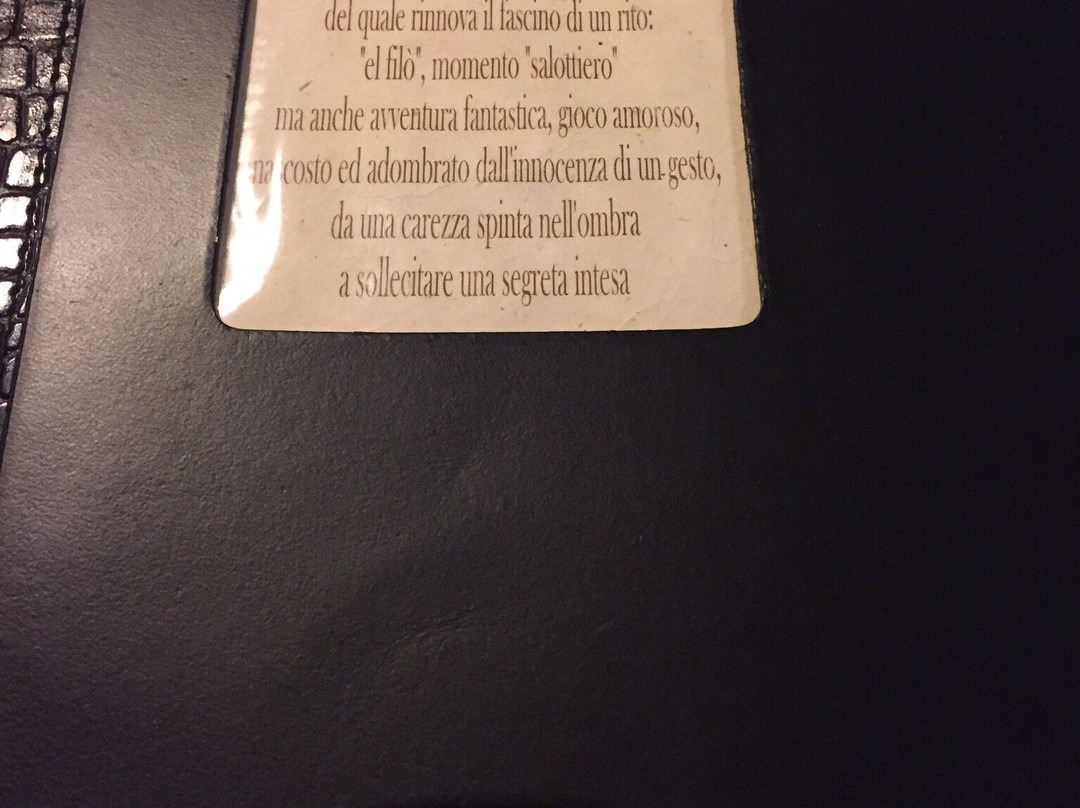 del quale rinnova il fascino di un rito:
"el filò", momento "salottiero"
ma anche avventura fantastica, gioco amoroso,
nascosto ed adombrato dall'innocenza di un gesto,
da una carezza spinta nell'ombra
a sollecitare una segreta intesa